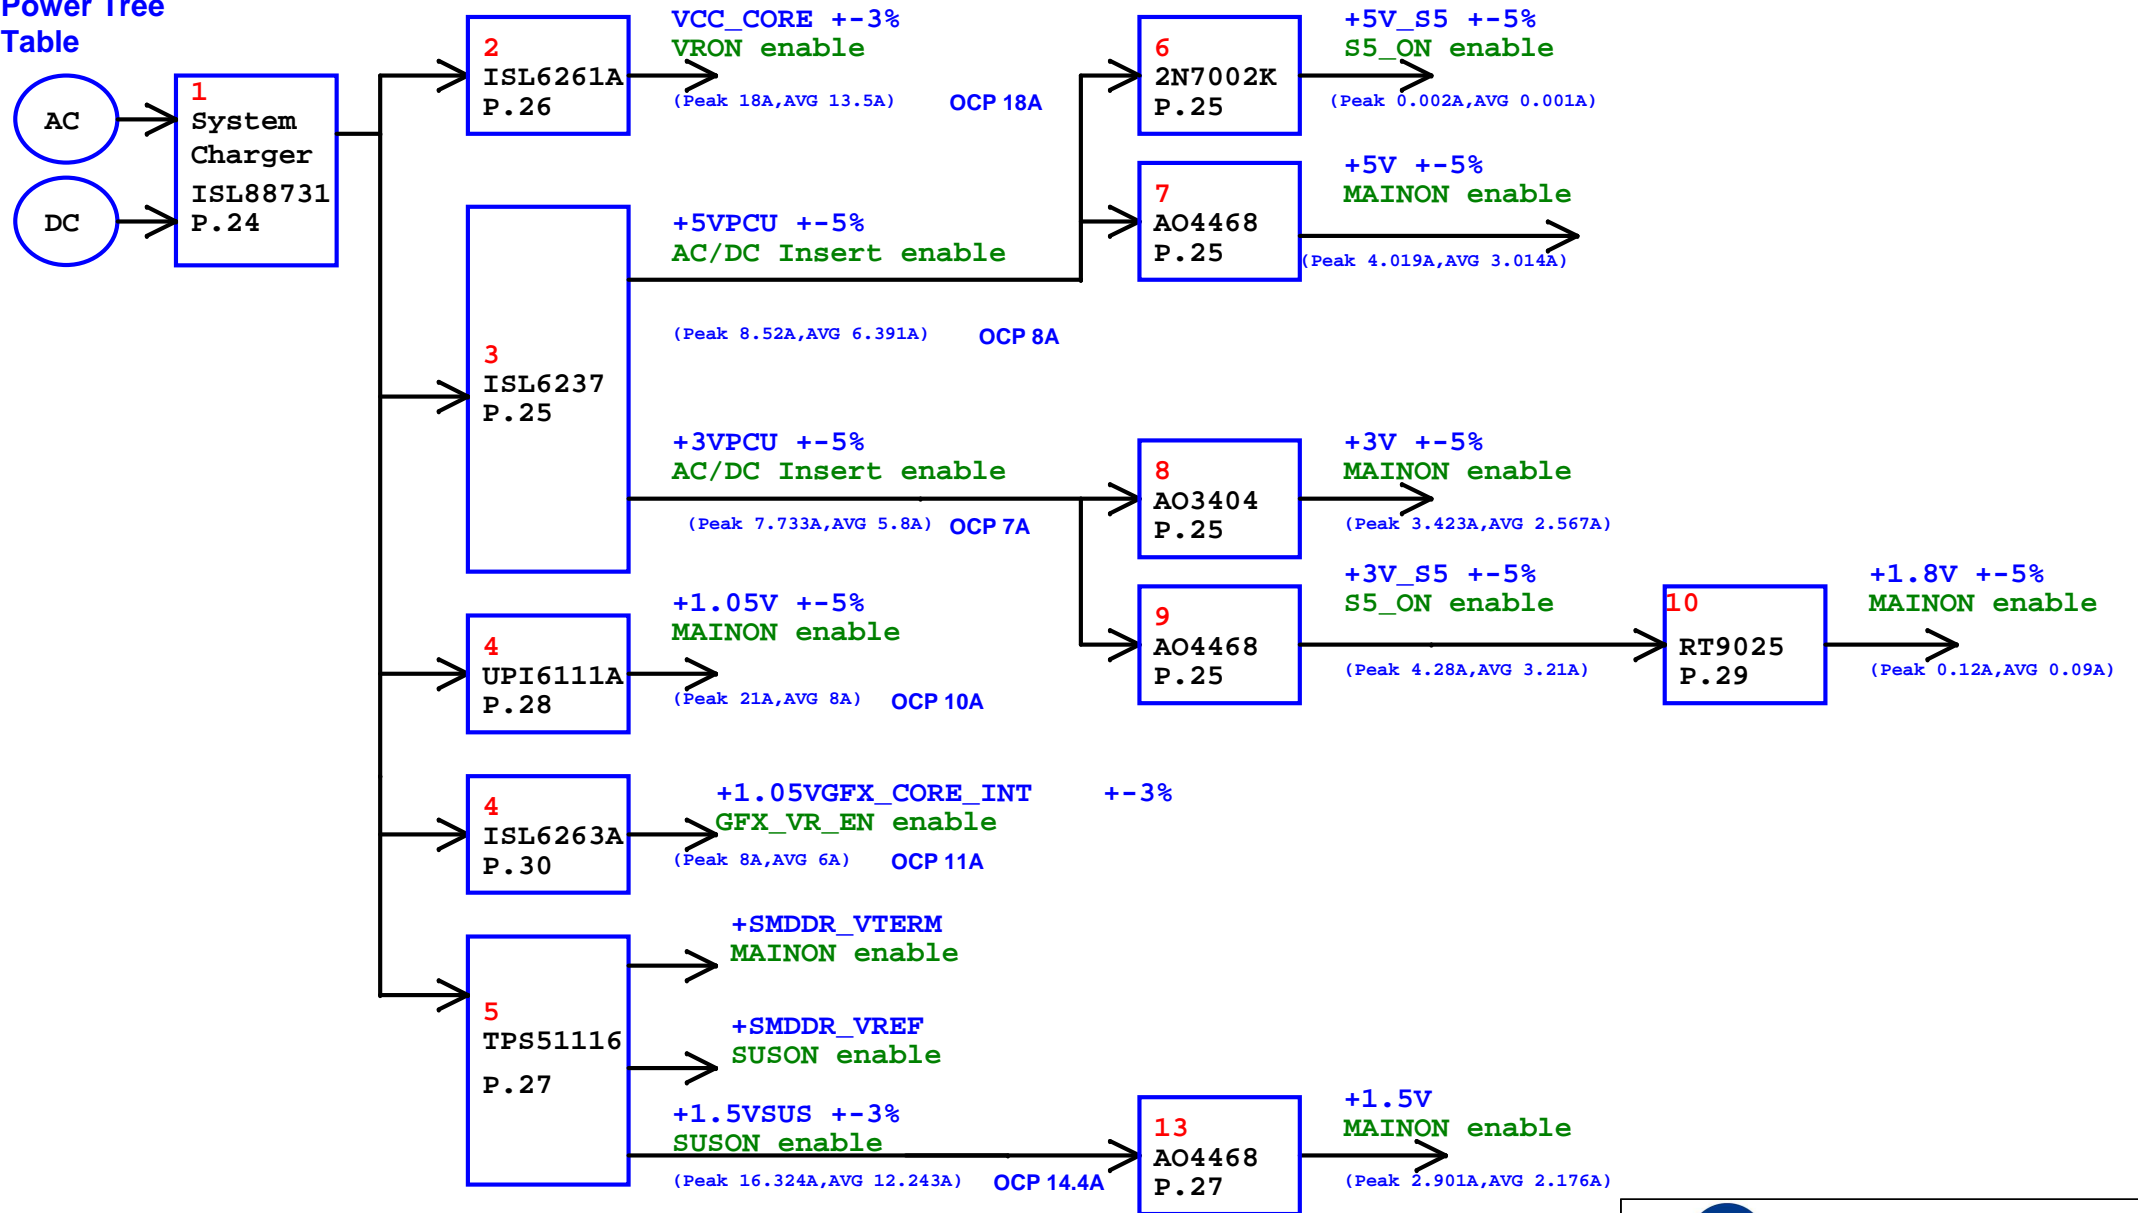 Power Tree
Table
AC
DC
1
System
Charger
ISL88731
P.24
2
ISL6261A
P.26
VCC_CORE +-3%
VRON enable
(Peak 18A,AVG 13.5A)
OCP 18A
3
ISL6237
P.25
+5VPCU +-5%
AC/DC Insert enable
(Peak 8.52A,AVG 6.391A)
OCP 8A
+3VPCU +-5%
AC/DC Insert enable
(Peak 7.733A,AVG 5.8A)
OCP 7A
4
UPI6111A
P.28
+1.05V +-5%
MAINON enable
(Peak 21A,AVG 8A)
OCP 10A
4
ISL6263A
P.30
+1.05VGFX_CORE_INT +-3%
GFX_VR_EN enable
(Peak 8A,AVG 6A)
OCP 11A
5
TPS51116
P.27
+SMDDR_VTERM
MAINON enable
+SMDDR_VREF
SUSON enable
+1.5VSUS +-3%
SUSON enable
(Peak 16.324A,AVG 12.243A)
OCP 14.4A
6
2N7002K
P.25
+5V_S5 +-5%
S5_ON enable
(Peak 0.002A,AVG 0.001A)
7
AO4468
P.25
+5V +-5%
MAINON enable
(Peak 4.019A,AVG 3.014A)
8
AO3404
P.25
+3V +-5%
MAINON enable
(Peak 3.423A,AVG 2.567A)
9
AO4468
P.25
+3V_S5 +-5%
S5_ON enable
(Peak 4.28A,AVG 3.21A)
10
RT9025
P.29
+1.8V +-5%
MAINON enable
(Peak 0.12A,AVG 0.09A)
13
AO4468
P.27
+1.5V
MAINON enable
(Peak 2.901A,AVG 2.176A)